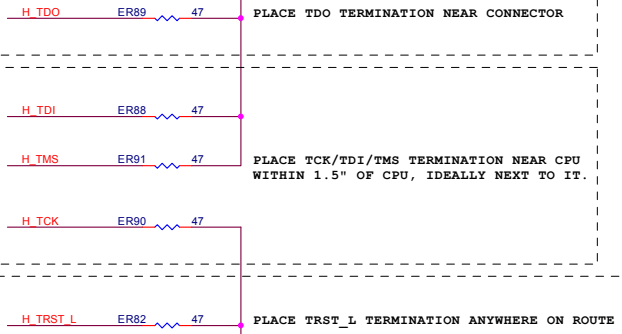 H_TDO ER89 47 PLACE TDO TERMINATION NEAR CONNECTOR
H_TDI ER88 47
H_TMS ER91 47 PLACE TCK/TDI/TMS TERMINATION NEAR CPU
WITHIN 1.5" OF CPU, IDEALLY NEXT TO IT.
H_TCK ER90 47
H_TRST_L ER82 47 PLACE TRST_L TERMINATION ANYWHERE ON ROUTE